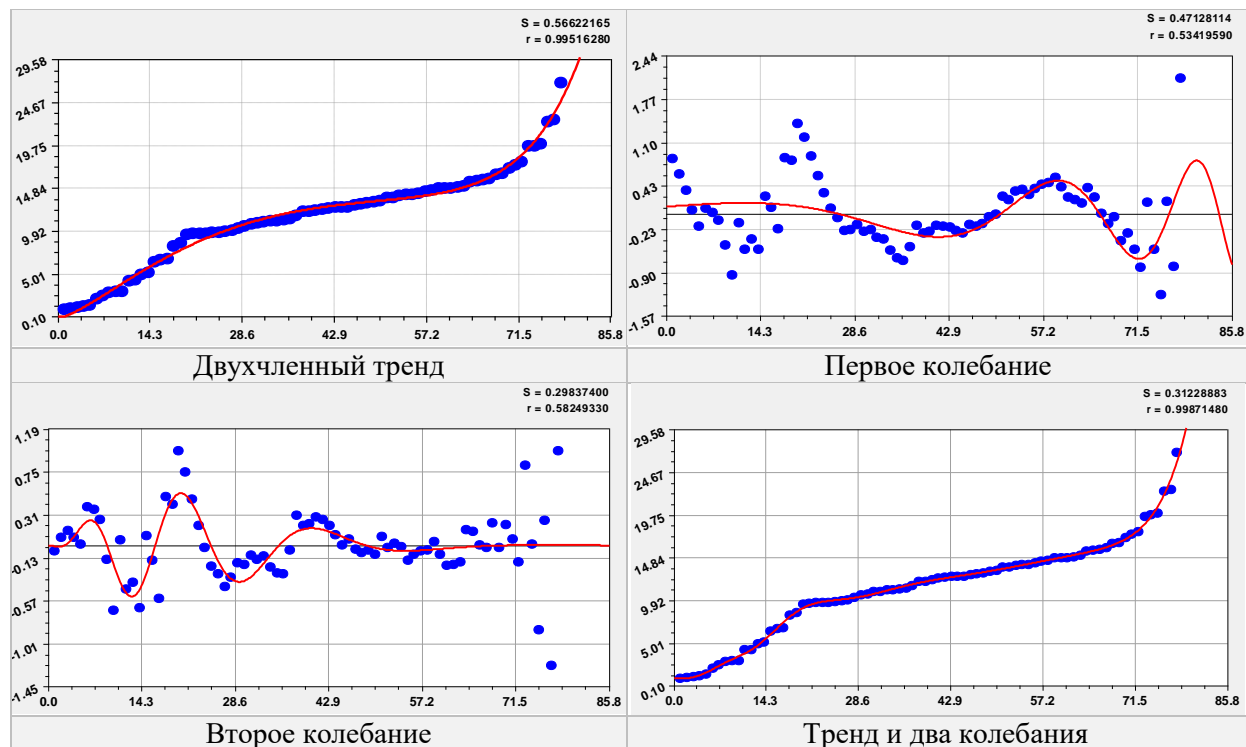 S = 0.56622165
r = 0.99516280
29.58
24.67
19.75
14.84
9.92
5.01
0.10
0.0 14.3 28.6 42.9 57.2 71.5 85.8
Двухчленный тренд
S = 0.47128114
r = 0.53419590
2.44
1.77
1.10
0.43
-0.23
-0.90
-1.57
0.0 14.3 28.6 42.9 57.2 71.5 85.8
Первое колебание
S = 0.29837400
r = 0.58249330
1.19
0.75
0.31
-0.13
-0.57
-1.01
-1.45
0.0 14.3 28.6 42.9 57.2 71.5 85.8
Второе колебание
S = 0.31228883
r = 0.99871480
29.58
24.67
19.75
14.84
9.92
5.01
0.10
0.0 14.3 28.6 42.9 57.2 71.5 85.8
Тренд и два колебания